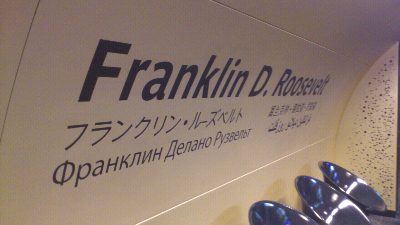 Franklin D. Roosevelt
フランクリン・ルーズベルト
Франклин Делано Рузвельт